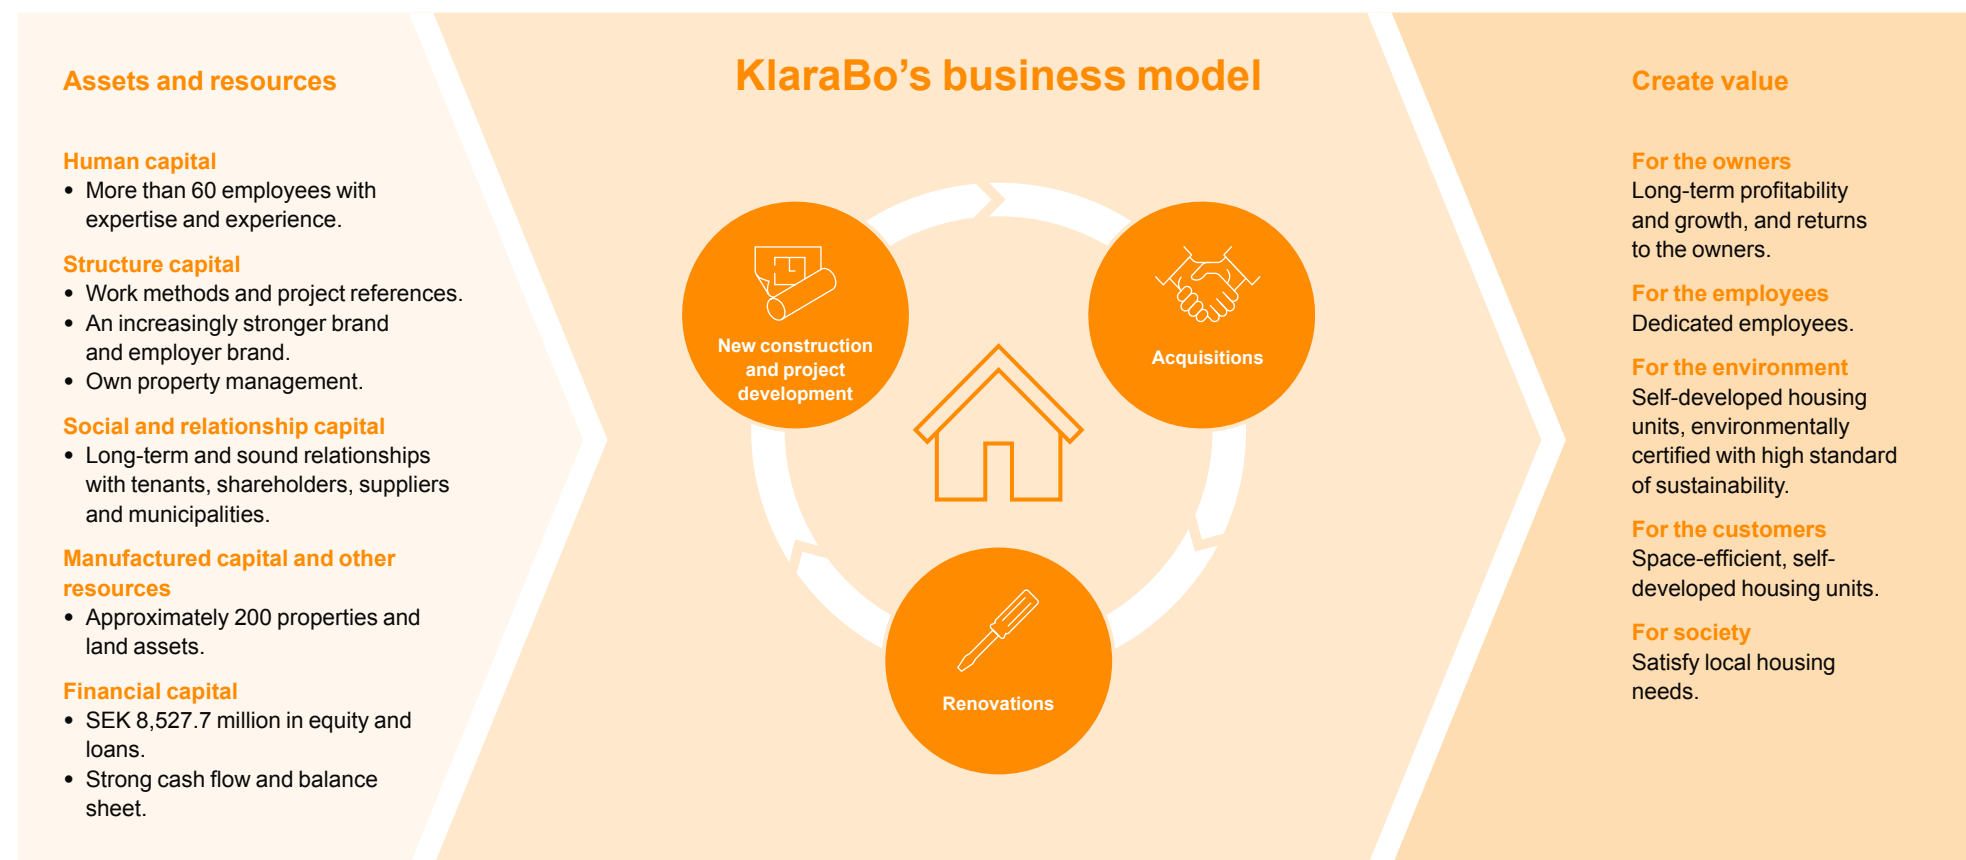 Assets and resources
Human capital
• More than 60 employees with
expertise and experience.
Structure capital
• Work methods and project references.
• An increasingly stronger brand
and employer brand.
• Own property management.
Social and relationship capital
• Long-term and sound relationships
with tenants, shareholders, suppliers
and municipalities.
Manufactured capital and other
resources
• Approximately 200 properties and
land assets.
Financial capital
• SEK 8,527.7 million in equity and
loans.
• Strong cash flow and balance
sheet.
KlaraBo’s business model
New construction
and project
development
Acquisitions
Renovations
Create value
For the owners
Long-term profitability
and growth, and returns
to the owners.
For the employees
Dedicated employees.
For the environment
Self-developed housing
units, environmentally
certified with high standard
of sustainability.
For the customers
Space-efficient, self-
developed housing units.
For society
Satisfy local housing
needs.